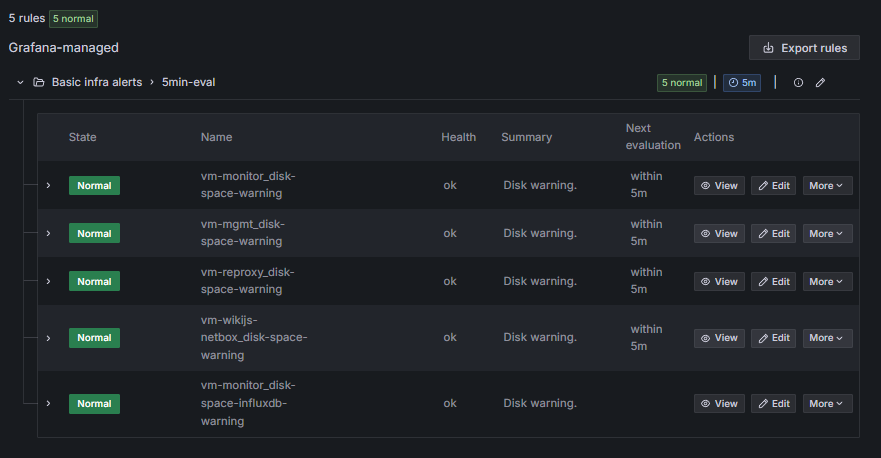 5 rules 5 normal
Grafana-managed Export rules
Basic infra alerts › 5min-eval 5 normal 5m
State Name Health Summary Next evaluation Actions
Normal vm-monitor_disk-space-warning ok Disk warning. within 5m View Edit More
Normal vm-mgmt_disk-space-warning ok Disk warning. within 5m View Edit More
Normal vm-reproxy_disk-space-warning ok Disk warning. within 5m View Edit More
Normal vm-wikijs-netbox_disk-space-warning ok Disk warning. within 5m View Edit More
Normal vm-monitor_disk-space-influxdb-warning ok Disk warning. View Edit More